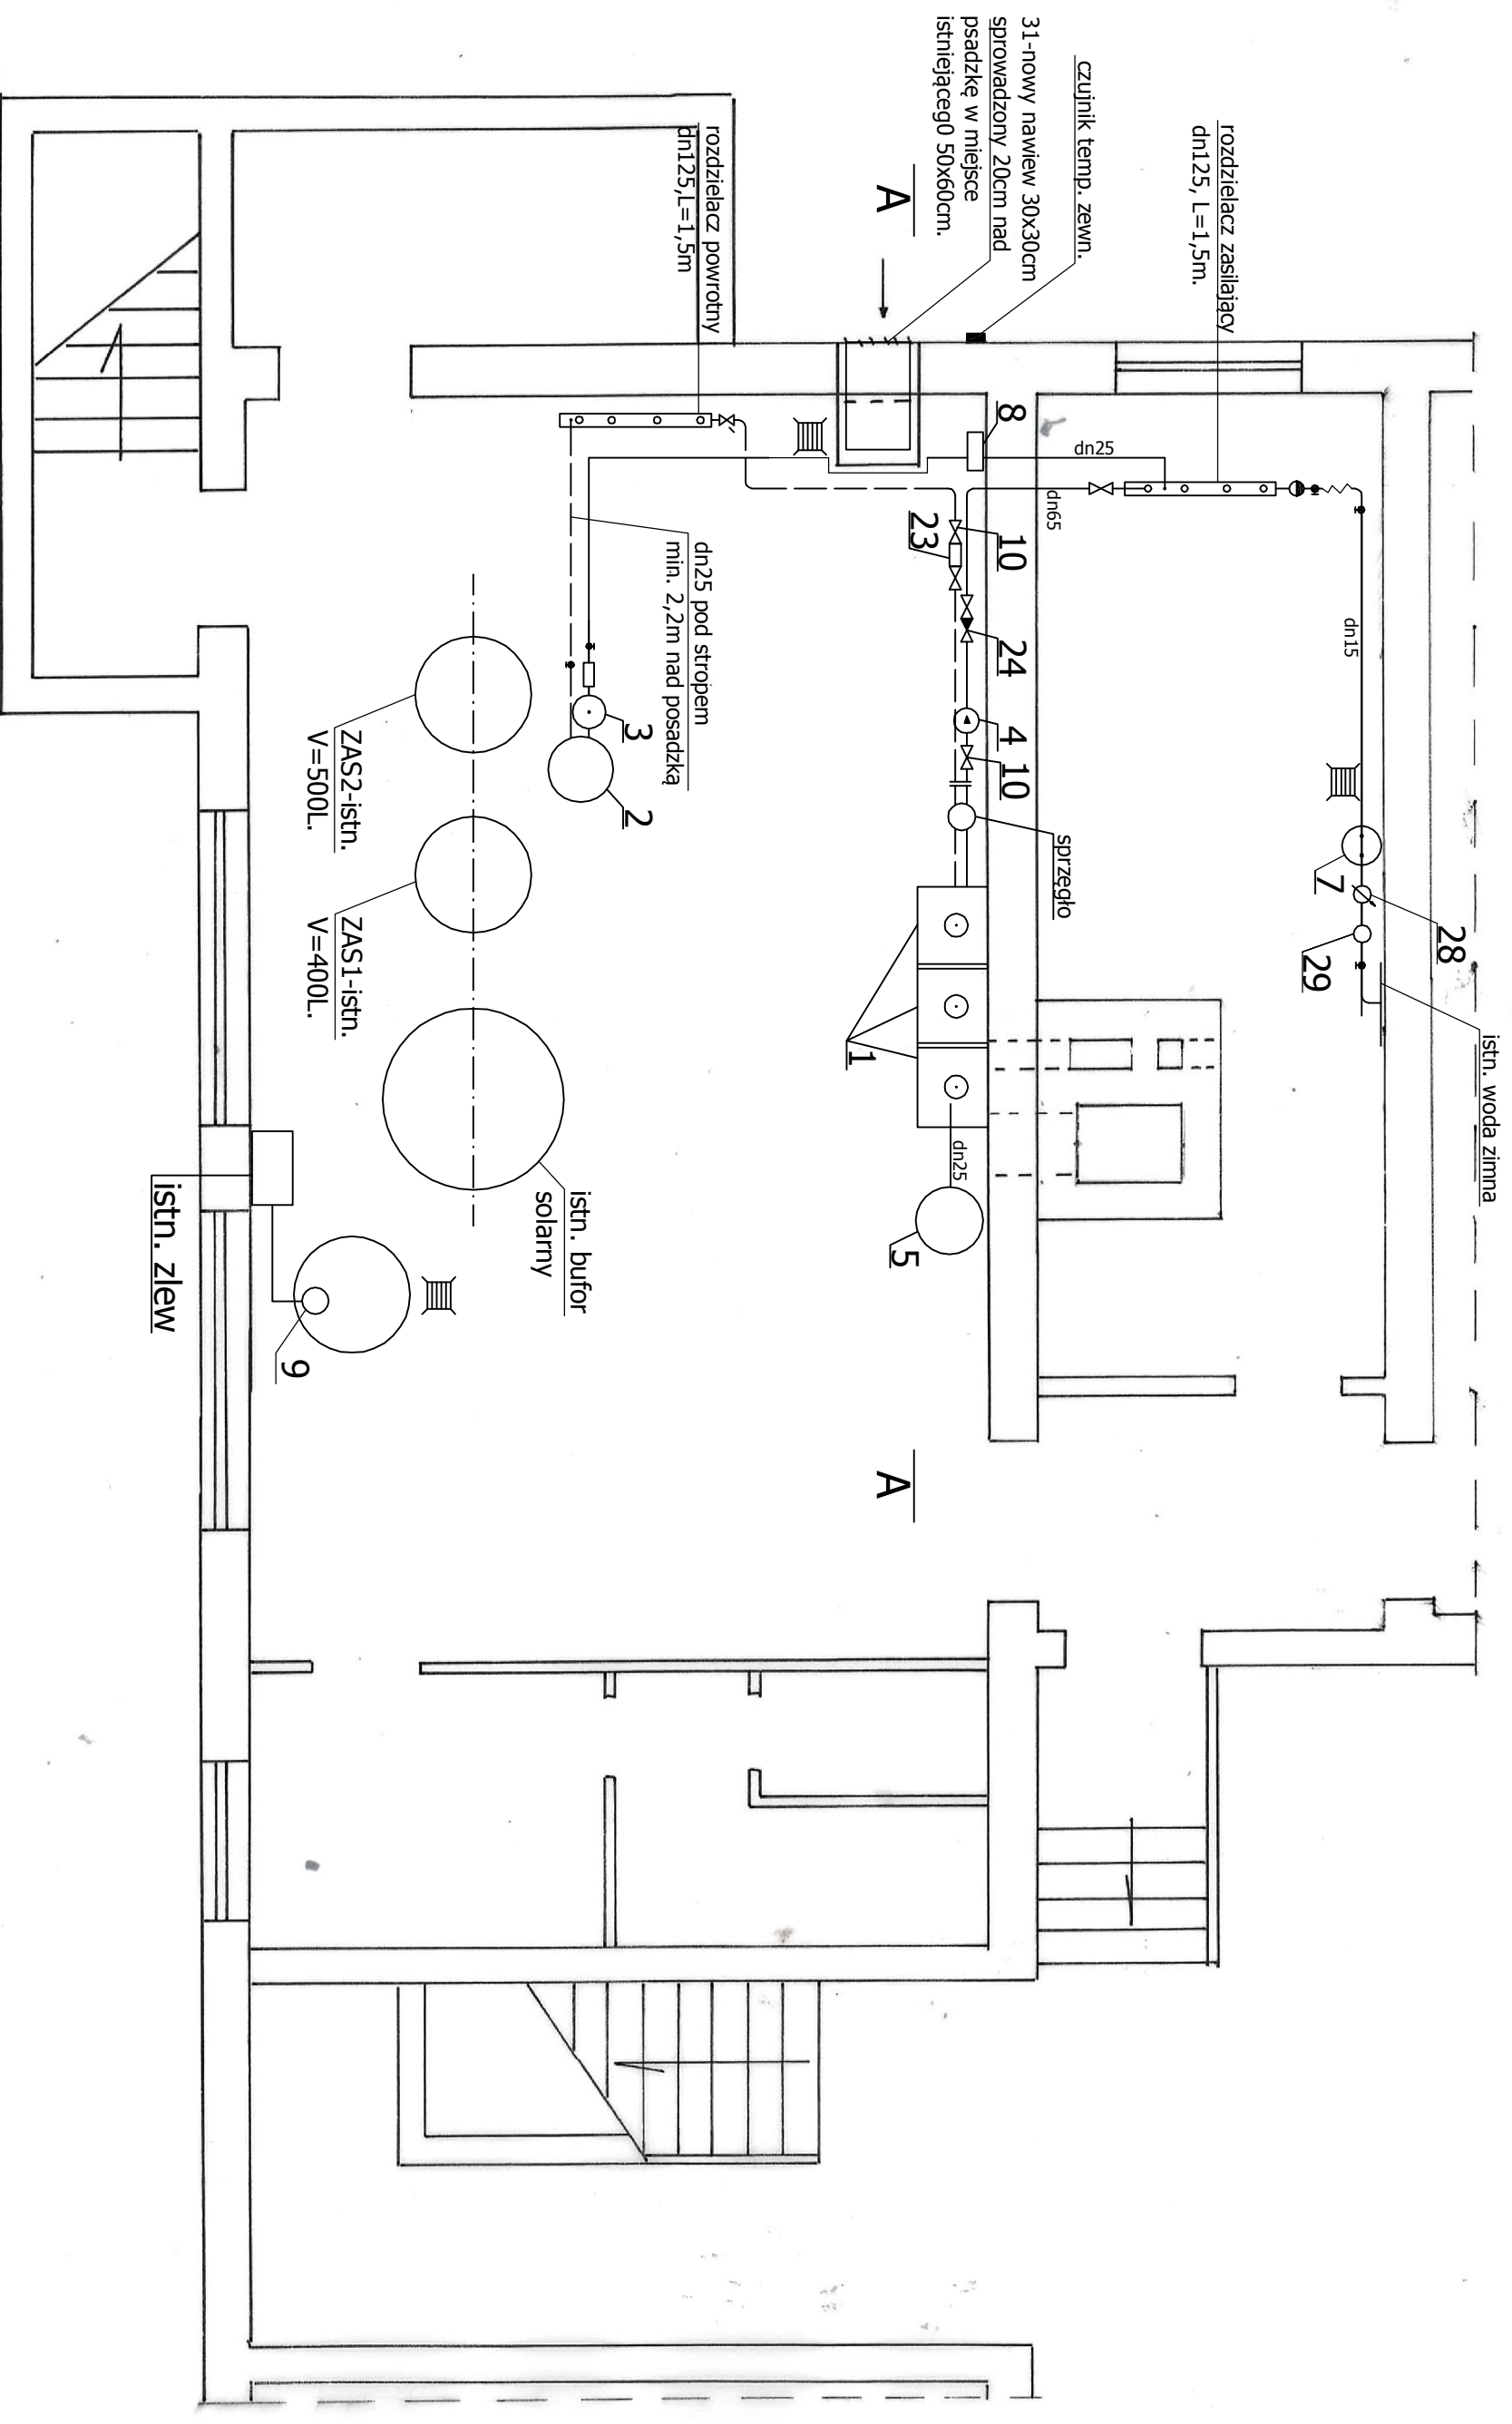 rozdzielacz zasilający
dn125, L=1,5m.
czujnik temp. zewn.
31-nowy nawiew 30x30cm
sprowadzony 20cm nad
psadzkę w miejsce
istniejąceg0 50x60cm.
A
rozdzielacz powrotny
dn125,L=1,5m
8
dn25
dn65
dn15
10
23
24
4
10
sprzęgło
7
28
29
istn. woda zimna
dn25 pod stropem
min. 2,2m nad posadzką
3
2
ZAS2-istn.
V=500L.
ZAS1-istn.
V=400L.
1
dn25
5
istn. bufor
solarny
istn. zlew
9
A